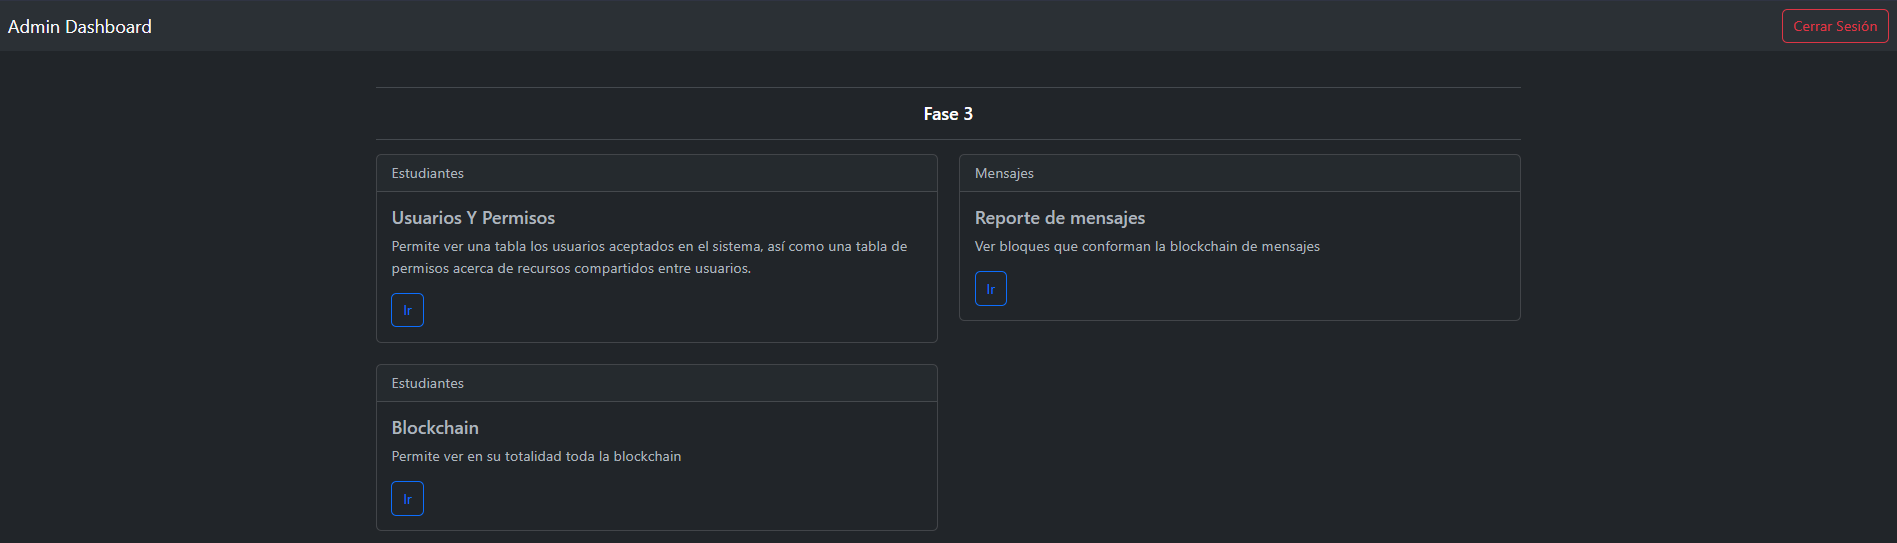 Admin Dashboard
Cerrar Sesión
Fase 3
Estudiantes
Usuarios Y Permisos
Permite ver una tabla los usuarios aceptados en el sistema, así como una tabla de
permisos acerca de recursos compartidos entre usuarios.
Ir
Mensajes
Reporte de mensajes
Ver bloques que conforman la blockchain de mensajes
Ir
Estudiantes
Blockchain
Permite ver en su totalidad toda la blockchain
Ir